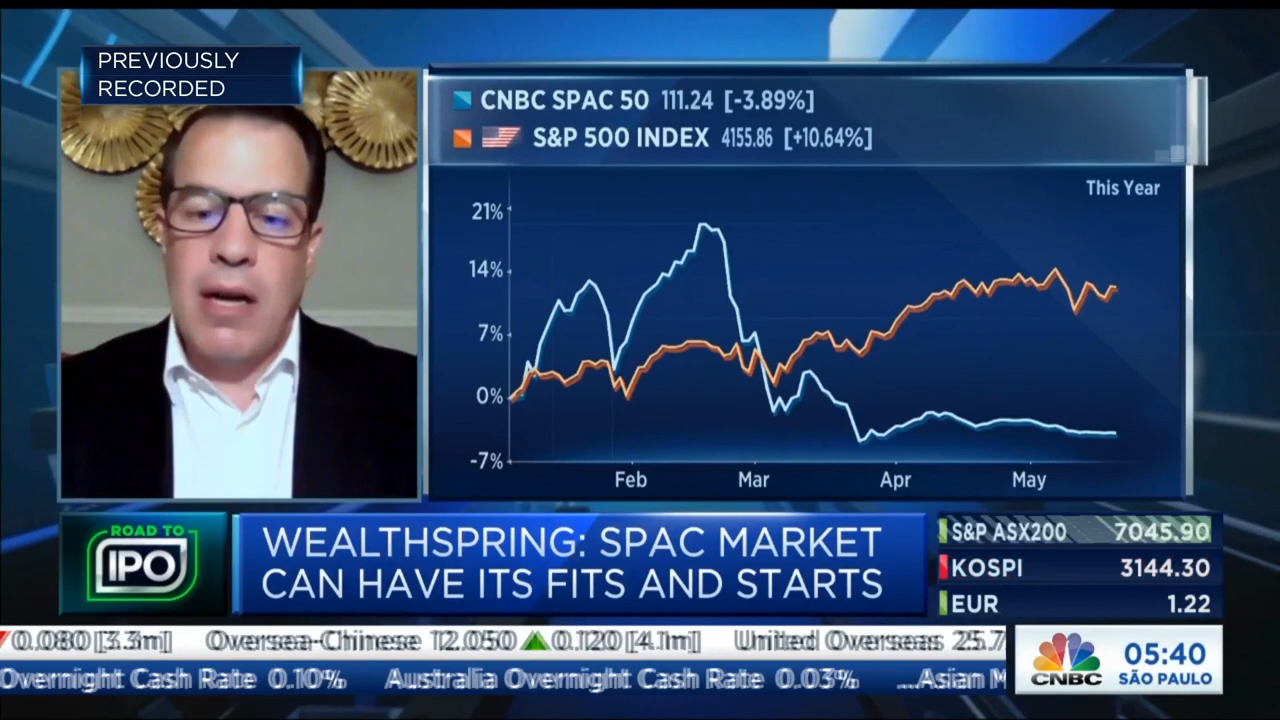 PREVIOUSLY
RECORDED
CNBC SPAC 50 111.24 [-3.89%]
S&P 500 INDEX 4155.86 [+10.64%]
This Year
21%
14%
7%
0%
-7%
Feb Mar Apr May
ROAD TO
IPO
WEALTHSPRING: SPAC MARKET
CAN HAVE ITS FITS AND STARTS
S&P ASX200 7045.90
KOSPI 3144.30
EUR 1.22
0.080 [3.3m] Oversea-Chinese 12.050 ▲ 0.120 [4.1m] United Overseas 25.7
Overnight Cash Rate 0.10% Australia Overnight Cash Rate 0.03% ...Asian M
CNBC
05:40
SÃO PAULO